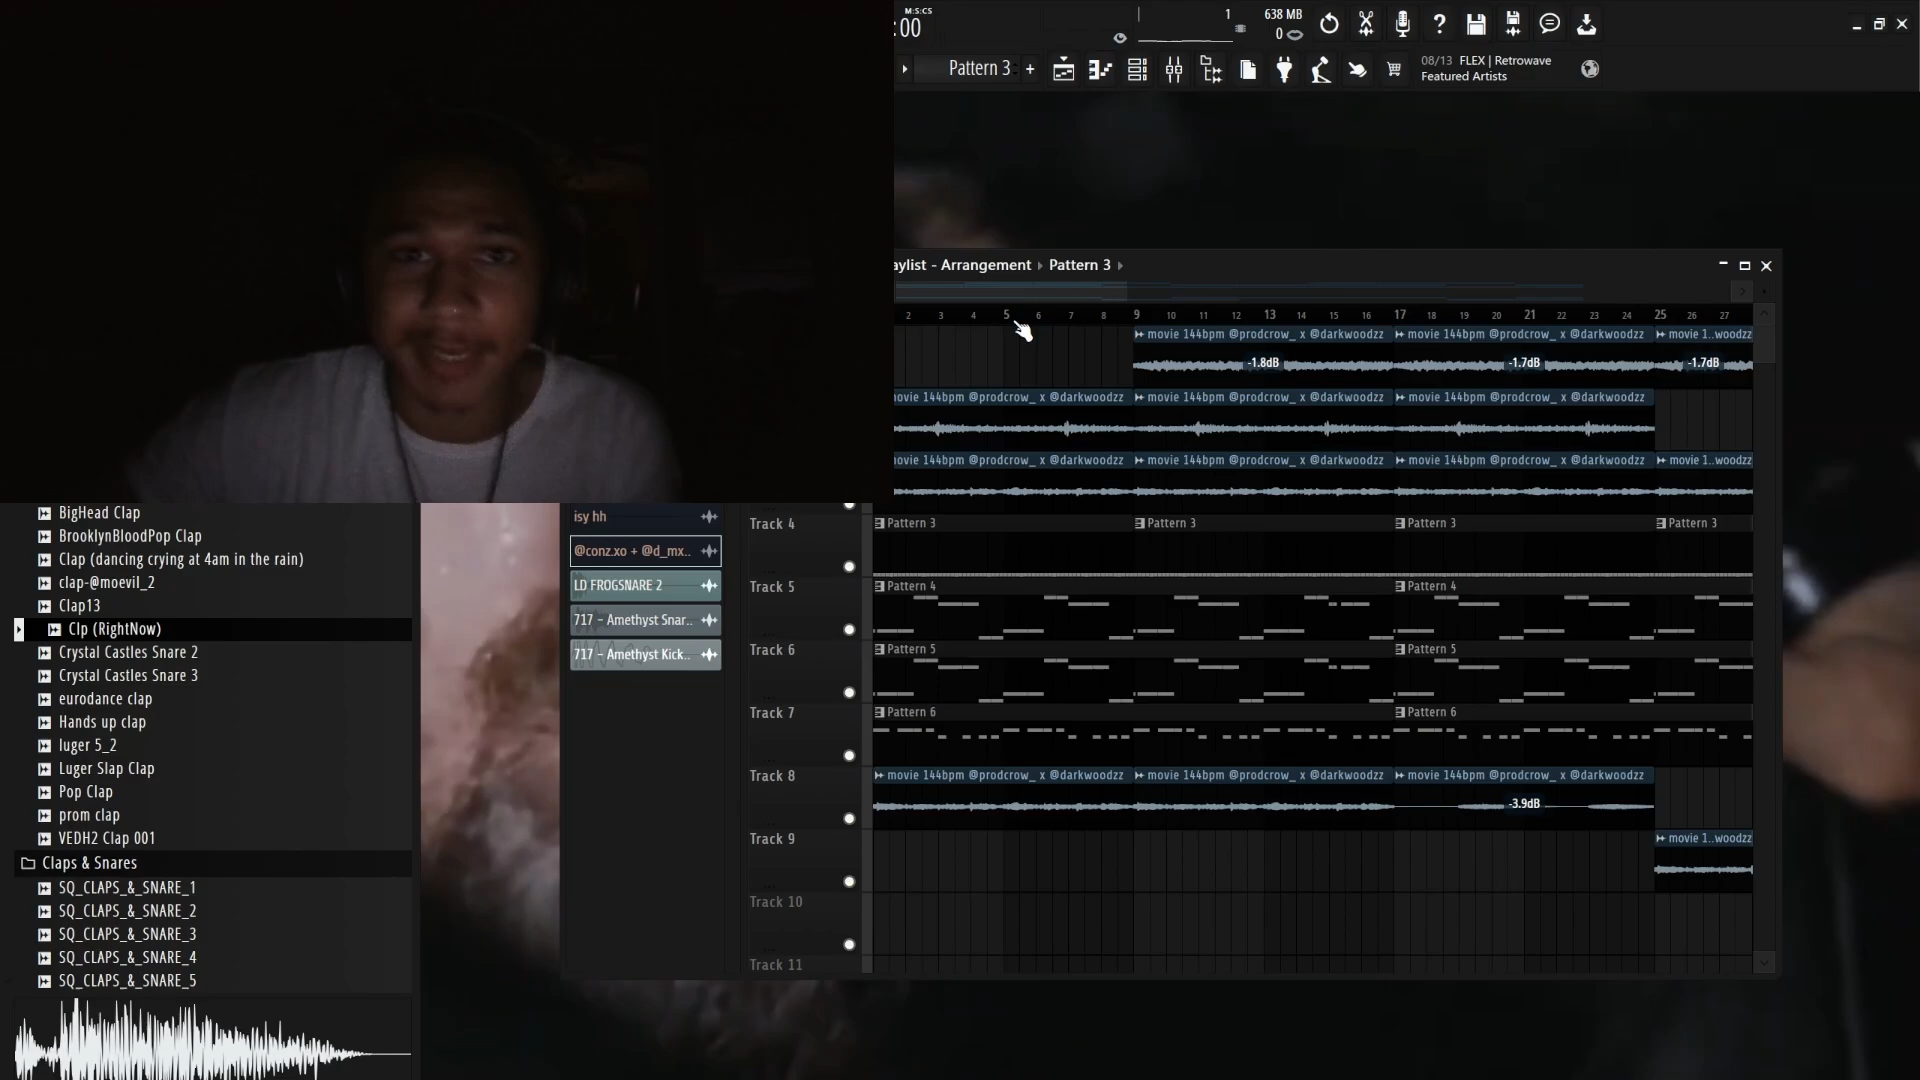 M:S:CS
:00
1
638 MB
0
Pattern 3 +
08/13 FLEX | Retrowave
Featured Artists
aylist - Arrangement ▸ Pattern 3 ▸
2 3 4 5 6 7 8 9 10 11 12 13 14 15 16 17 18 19 20 21 22 23 24 25 26 27
movie 144bpm @prodcrow_ x @darkwoodzz
movie 144bpm @prodcrow_ x @darkwoodzz
movie 1..woodzz
-1.8dB
-1.7dB
-1.7dB
ovie 144bpm @prodcrow_ x @darkwoodzz
movie 144bpm @prodcrow_ x @darkwoodzz
movie 144bpm @prodcrow_ x @darkwoodzz
ovie 144bpm @prodcrow_ x @darkwoodzz
movie 144bpm @prodcrow_ x @darkwoodzz
movie 144bpm @prodcrow_ x @darkwoodzz
movie 1..woodzz
BigHead Clap
BrooklynBloodPop Clap
Clap (dancing crying at 4am in the rain)
clap-@moevil_2
Clap13
Clp (RightNow)
Crystal Castles Snare 2
Crystal Castles Snare 3
eurodance clap
Hands up clap
luger 5_2
Luger Slap Clap
Pop Clap
prom clap
VEDH2 Clap 001
Claps & Snares
SQ_CLAPS_&_SNARE_1
SQ_CLAPS_&_SNARE_2
SQ_CLAPS_&_SNARE_3
SQ_CLAPS_&_SNARE_4
SQ_CLAPS_&_SNARE_5
isy hh
@conz.xo + @d_mx..
LD FROGSNARE 2
717 - Amethyst Snar..
717 - Amethyst Kick..
Track 4
Pattern 3
Pattern 3
Pattern 3
Pattern 3
Track 5
Pattern 4
Pattern 4
Track 6
Pattern 5
Pattern 5
Track 7
Pattern 6
Pattern 6
Track 8
movie 144bpm @prodcrow_ x @darkwoodzz
movie 144bpm @prodcrow_ x @darkwoodzz
movie 144bpm @prodcrow_ x @darkwoodzz
-3.9dB
Track 9
movie 1..woodzz
Track 10
Track 11